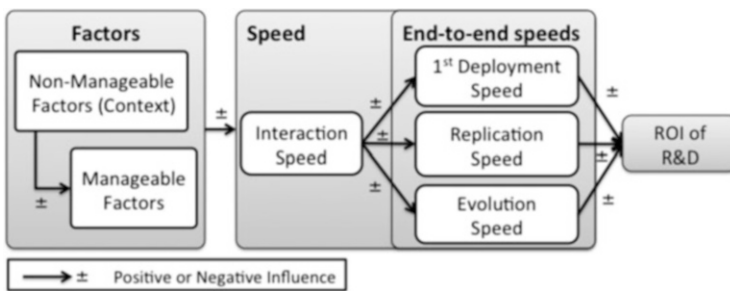 Factors
Non-Manageable
Factors (Context)
±
Manageable
Factors
±
Speed
Interaction
Speed
±
±
±
End-to-end speeds
1st Deployment
Speed
Replication
Speed
Evolution
Speed
±
±
±
ROI of
R&D
± Positive or Negative Influence